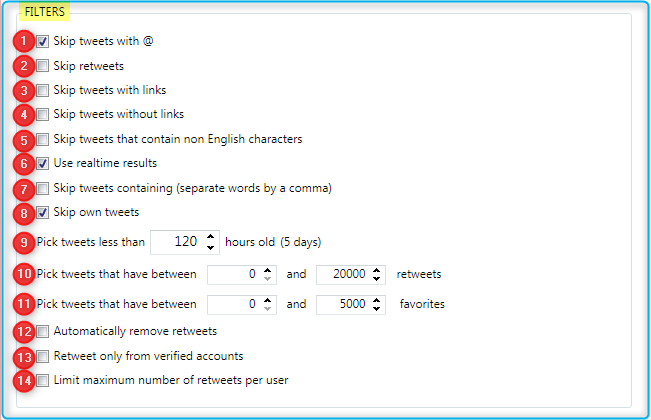 FILTERS
1 Skip tweets with @
2 Skip retweets
3 Skip tweets with links
4 Skip tweets without links
5 Skip tweets that contain non English characters
6 Use realtime results
7 Skip tweets containing (separate words by a comma)
8 Skip own tweets
9 Pick tweets less than 120 hours old (5 days)
10 Pick tweets that have between 0 and 20000 retweets
11 Pick tweets that have between 0 and 5000 favorites
12 Automatically remove retweets
13 Retweet only from verified accounts
14 Limit maximum number of retweets per user